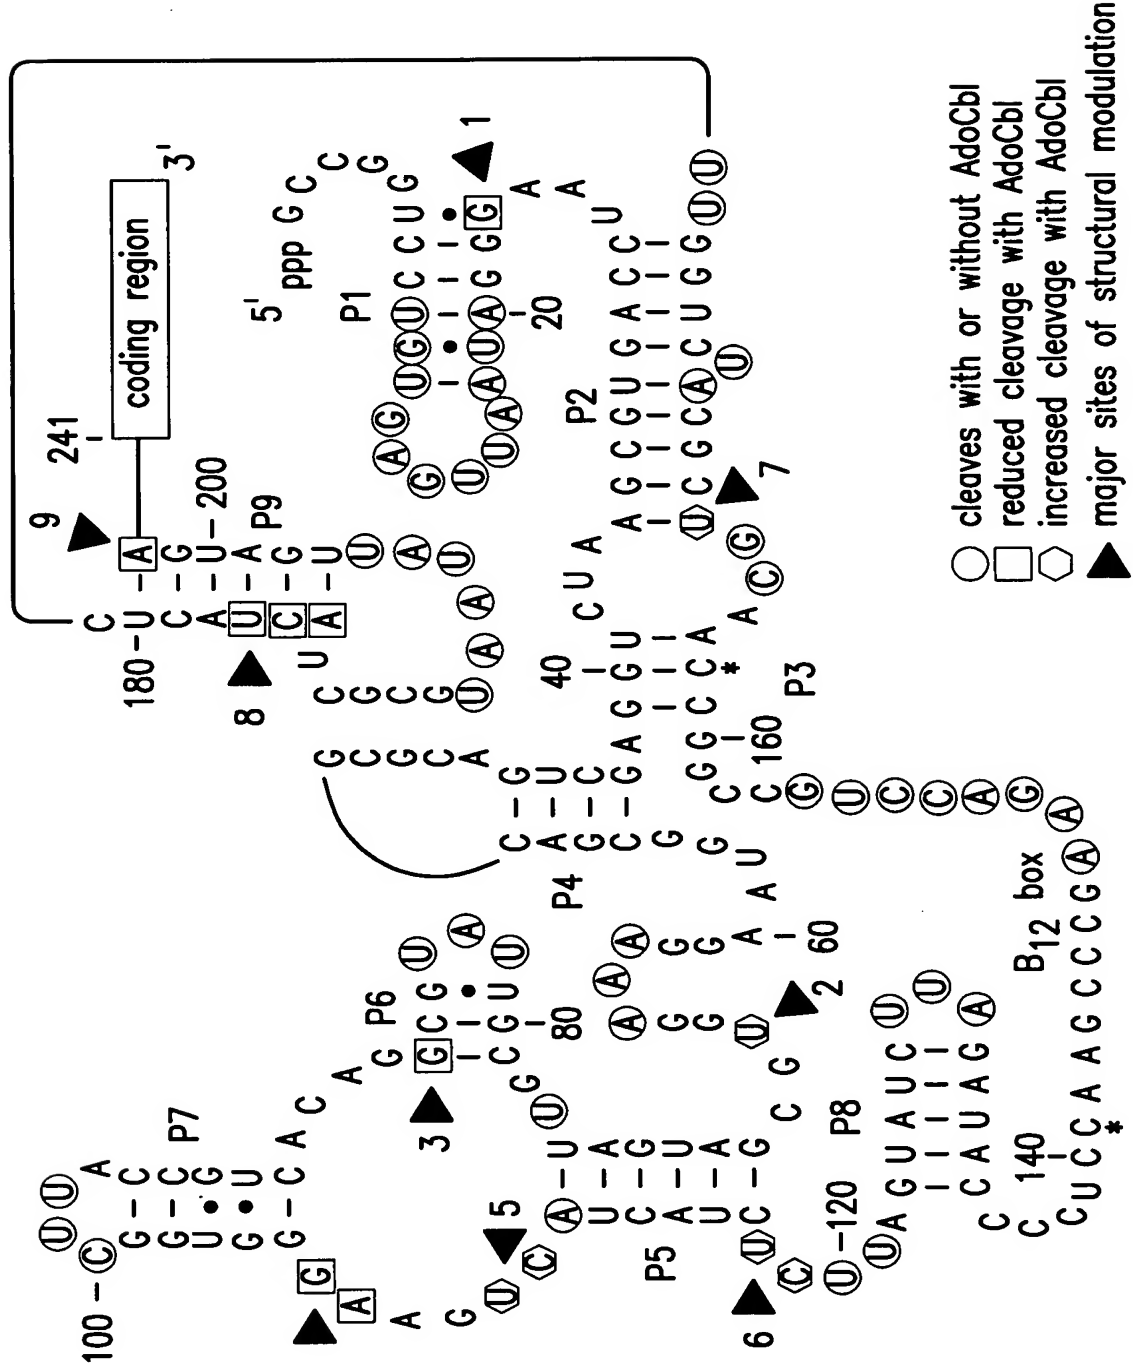 100
U U
C A
G - C
G - C
U • G
G • U
G - C
P7
G A A G U C
A C A G
3
P6
G C G
U A U
C G U
80
G U
5
A U C A U C
U A G U A G
P5
6
U C U U A
120
P8
G U A U C
U U A
C A U A G
C C C U C C A A G C C C G A
140
*
B12 box
A G A C C U G C C
2
U G G A A A G G A
C G
60
A U G G
P4
C A G C
G U C G
G C G C A
C G C G U
8
U A C U A C U C
180
9
A G U A G U U A U A A
200
P9
241
coding region
3'
5'
ppp G C C G G
P1
U C C U G U
G A G U U A
A U A G G G
20
1
A A U
P2
C C A G U G C G A
A U C
U G G A
40
P3
G G C C A
160
*
A C G
7
U C G C A U C U G G U U
cleaves with or without AdoCbl
reduced cleavage with AdoCbl
increased cleavage with AdoCbl
major sites of structural modulation